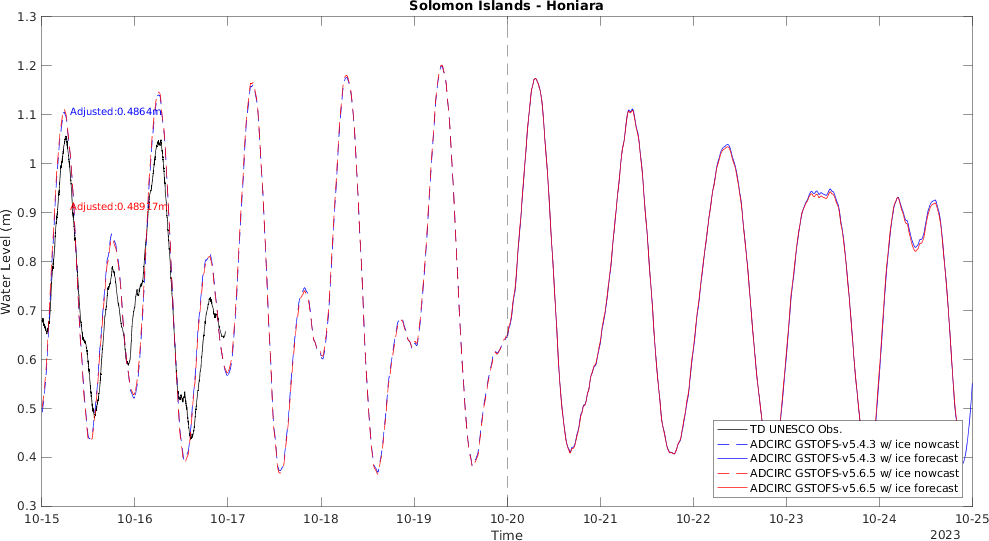 Solomon Islands - Honiara
1.3
1.2
1.1
1
0.9
0.8
0.7
0.6
0.5
0.4
0.3
Water Level (m)
Adjusted:0.4864m
Adjusted:0.48917m
TD UNESCO Obs.
ADCIRC GSTOFS-v5.4.3 w/ ice nowcast
ADCIRC GSTOFS-v5.4.3 w/ ice forecast
ADCIRC GSTOFS-v5.6.5 w/ ice nowcast
ADCIRC GSTOFS-v5.6.5 w/ ice forecast
10-15 10-16 10-17 10-18 10-19 10-20 10-21 10-22 10-23 10-24 10-25
Time
2023